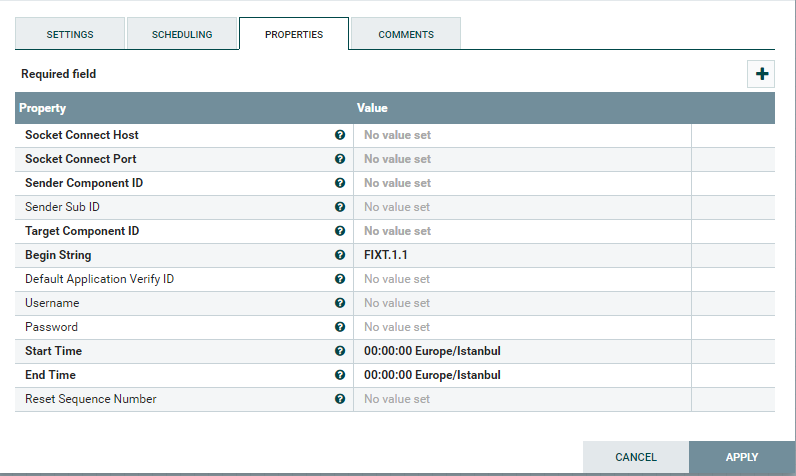 SETTINGS SCHEDULING PROPERTIES COMMENTS
Required field
Property Value
Socket Connect Host No value set
Socket Connect Port No value set
Sender Component ID No value set
Sender Sub ID No value set
Target Component ID No value set
Begin String FIXT.1.1
Default Application Verify ID No value set
Username No value set
Password No value set
Start Time 00:00:00 Europe/Istanbul
End Time 00:00:00 Europe/Istanbul
Reset Sequence Number No value set
CANCEL APPLY